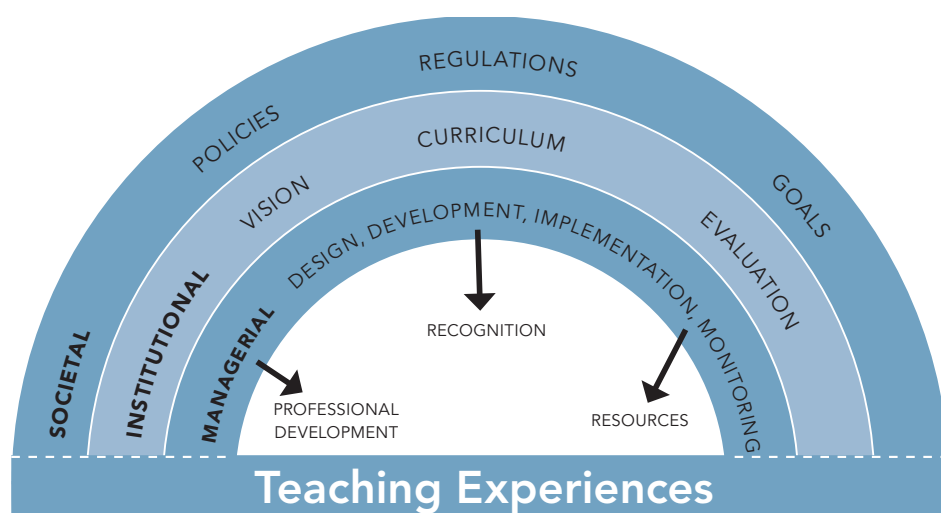 SOCIETAL
POLICIES
REGULATIONS
GOALS
INSTITUTIONAL
VISION
CURRICULUM
EVALUATION
MANAGERIAL
DESIGN, DEVELOPMENT, IMPLEMENTATION, MONITORING
RECOGNITION
PROFESSIONAL
DEVELOPMENT
RESOURCES
Teaching Experiences